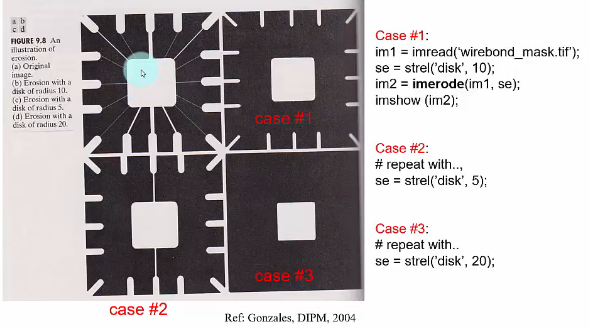 a b
c d
FIGURE 9.8 An
illustration of
erosion.
(a) Original
image.
(b) Erosion with a
disk of radius 10.
(c) Erosion with a
disk of radius 5.
(d) Erosion with a
disk of radius 20.
case #1
case #3
case #2
Ref: Gonzales, DIPM, 2004
Case #1:
im1 = imread('wirebond_mask.tif');
se = strel('disk', 10);
im2 = imerode(im1, se);
imshow (im2);
Case #2:
# repeat with..,
se = strel('disk', 5);
Case #3:
# repeat with..
se = strel('disk', 20);